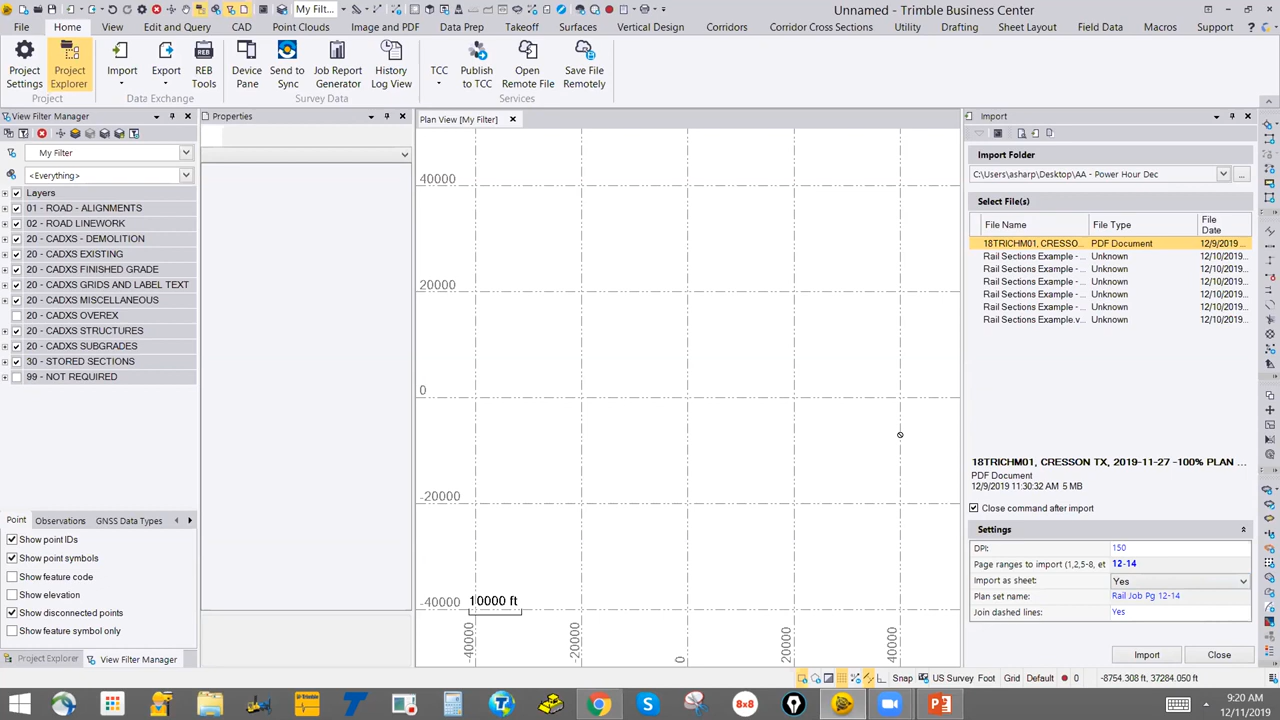 My Filt...
Unnamed - Trimble Business Center
File Home View Edit and Query CAD Point Clouds Image and PDF Data Prep Takeoff Surfaces Vertical Design Corridors Corridor Cross Sections Utility Drafting Sheet Layout Field Data Macros Support
Project Settings
Project Explorer
Import
Export
REB Tools
Device Pane
Send to Sync
Job Report Generator
History Log View
TCC
Publish to TCC
Open Remote File
Save File Remotely
Project Data Exchange Survey Data Services
View Filter Manager
My Filter
<Everything>
Layers
01 - ROAD - ALIGNMENTS
02 - ROAD LINEWORK
20 - CADXS - DEMOLITION
20 - CADXS EXISTING
20 - CADXS FINISHED GRADE
20 - CADXS GRIDS AND LABEL TEXT
20 - CADXS MISCELLANEOUS
20 - CADXS OVEREX
20 - CADXS STRUCTURES
20 - CADXS SUBGRADES
30 - STORED SECTIONS
99 - NOT REQUIRED
Point Observations GNSS Data Types
Show point IDs
Show point symbols
Show feature code
Show elevation
Show disconnected points
Show feature symbol only
Project Explorer View Filter Manager
Properties
Plan View [My Filter]
40000
20000
0
-20000
-40000
10000 ft
-40000
-20000
0
20000
40000
Import
Import Folder
C:\Users\asharp\Desktop\AA - Power Hour Dec
...
Select File(s)
File Name File Type File Date
18TRICHM01, CRESSO... PDF Document 12/9/2019 ...
Rail Sections Example - ... Unknown 12/10/2019...
Rail Sections Example - ... Unknown 12/10/2019...
Rail Sections Example - ... Unknown 12/10/2019...
Rail Sections Example - ... Unknown 12/10/2019...
Rail Sections Example - ... Unknown 12/10/2019...
Rail Sections Example.v... Unknown 12/10/2019...
18TRICHM01, CRESSON TX, 2019-11-27 -100% PLAN ...
PDF Document
12/9/2019 11:30:32 AM 5 MB
Close command after import
Settings
DPI: 150
Page ranges to import (1,2,5-8, et 12-14
Import as sheet: Yes
Plan set name: Rail Job Pg 12-14
Join dashed lines: Yes
Import Close
Snap US Survey Foot Grid Default 0 -8754.308 ft, 37284.050 ft
8x8
9:20 AM
12/11/2019